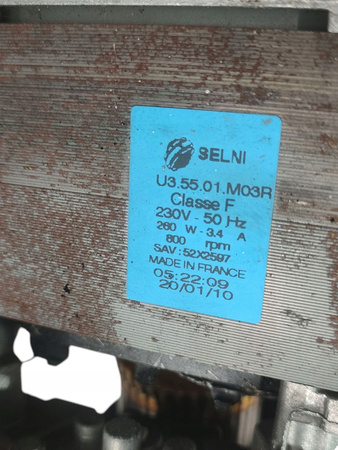 SELNI
U3.55.01.M03R
Classe F
230V - 50 Hz
260 W - 3.4 A
800 rpm
SAV : 52X2597
MADE IN FRANCE
05:22:09
20/01/10